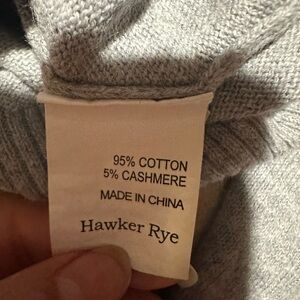 95% COTTON
5% CASHMERE
MADE IN CHINA
Hawker Rye